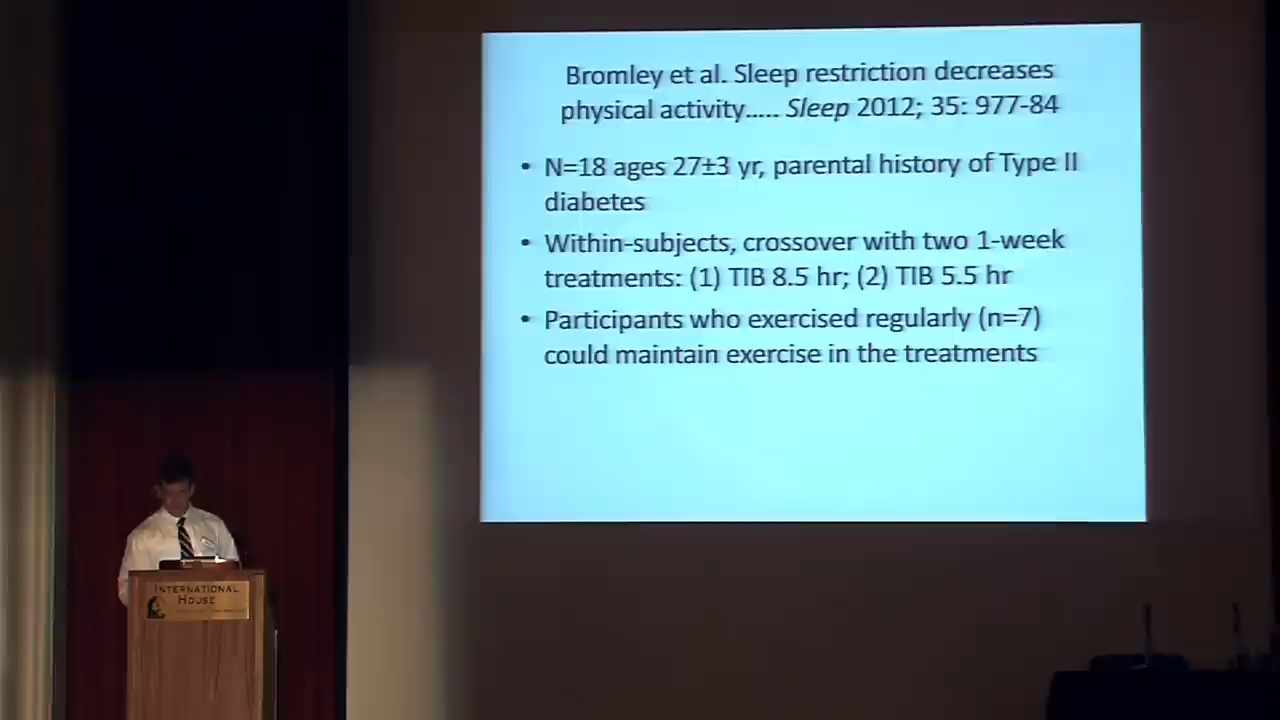 Bromley et al. Sleep restriction decreases
physical activity..... Sleep 2012; 35: 977-84
• N=18 ages 27±3 yr, parental history of Type II
diabetes
• Within-subjects, crossover with two 1-week
treatments: (1) TIB 8.5 hr; (2) TIB 5.5 hr
• Participants who exercised regularly (n=7)
could maintain exercise in the treatments
INTERNATIONAL
HOUSE